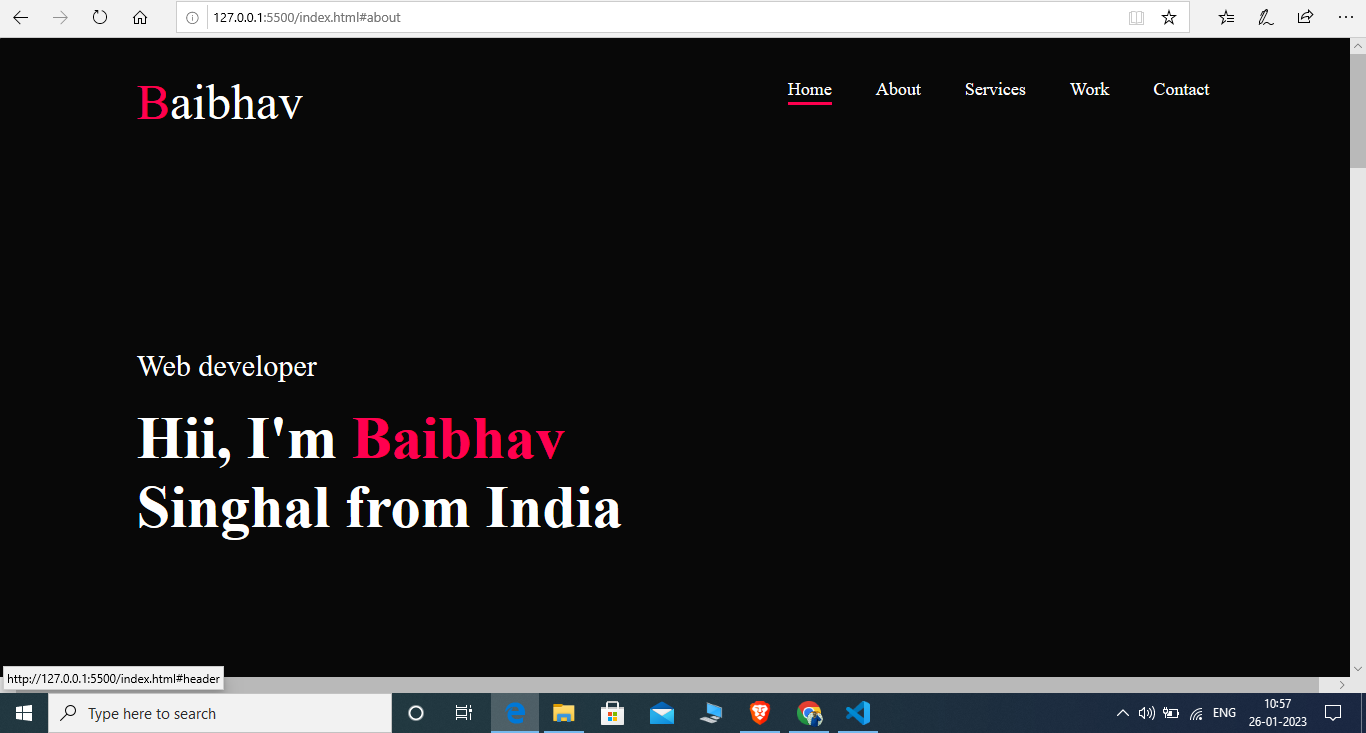 127.0.0.1:5500/index.html#about
Baibhav
Home About Services Work Contact
Web developer
Hii, I'm Baibhav
Singhal from India
http://127.0.0.1:5500/index.html#header
Type here to search
ENG
10:57
26-01-2023